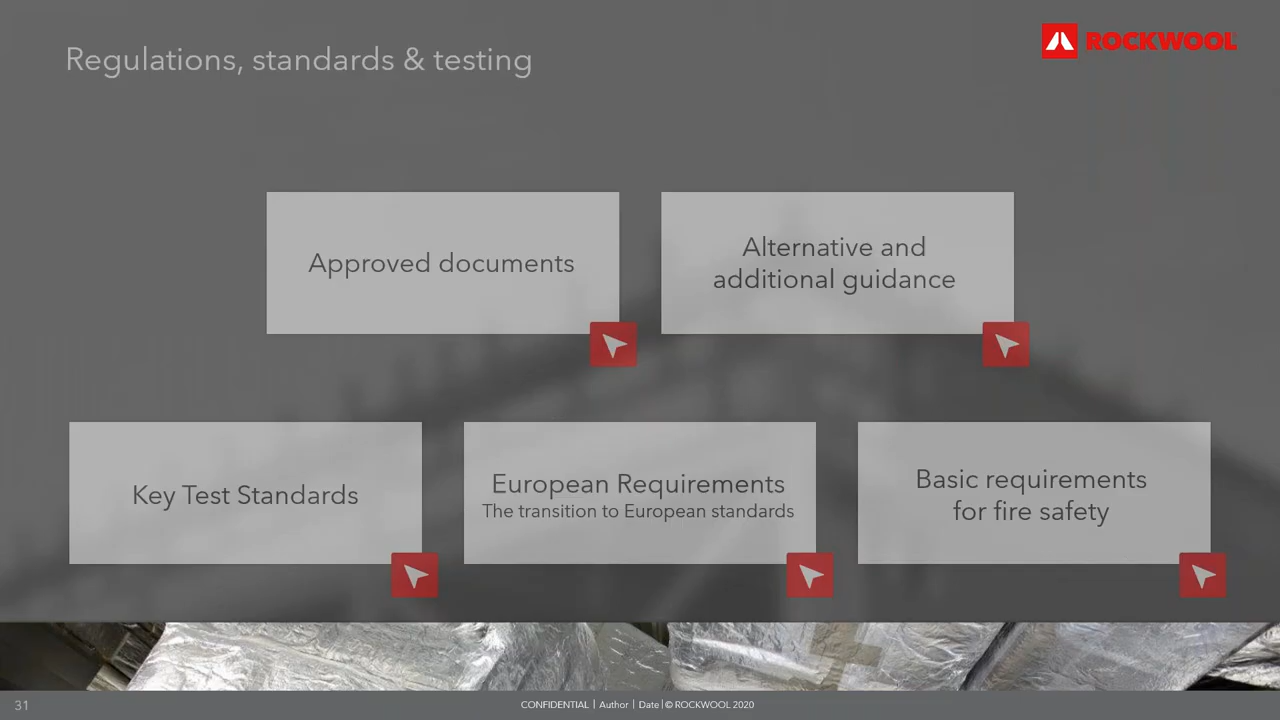 Regulations, standards & testing
ROCKWOOL
Approved documents
Alternative and
additional guidance
Key Test Standards
European Requirements
The transition to European standards
Basic requirements
for fire safety
31
CONFIDENTIAL | Author | Date | © ROCKWOOL 2020